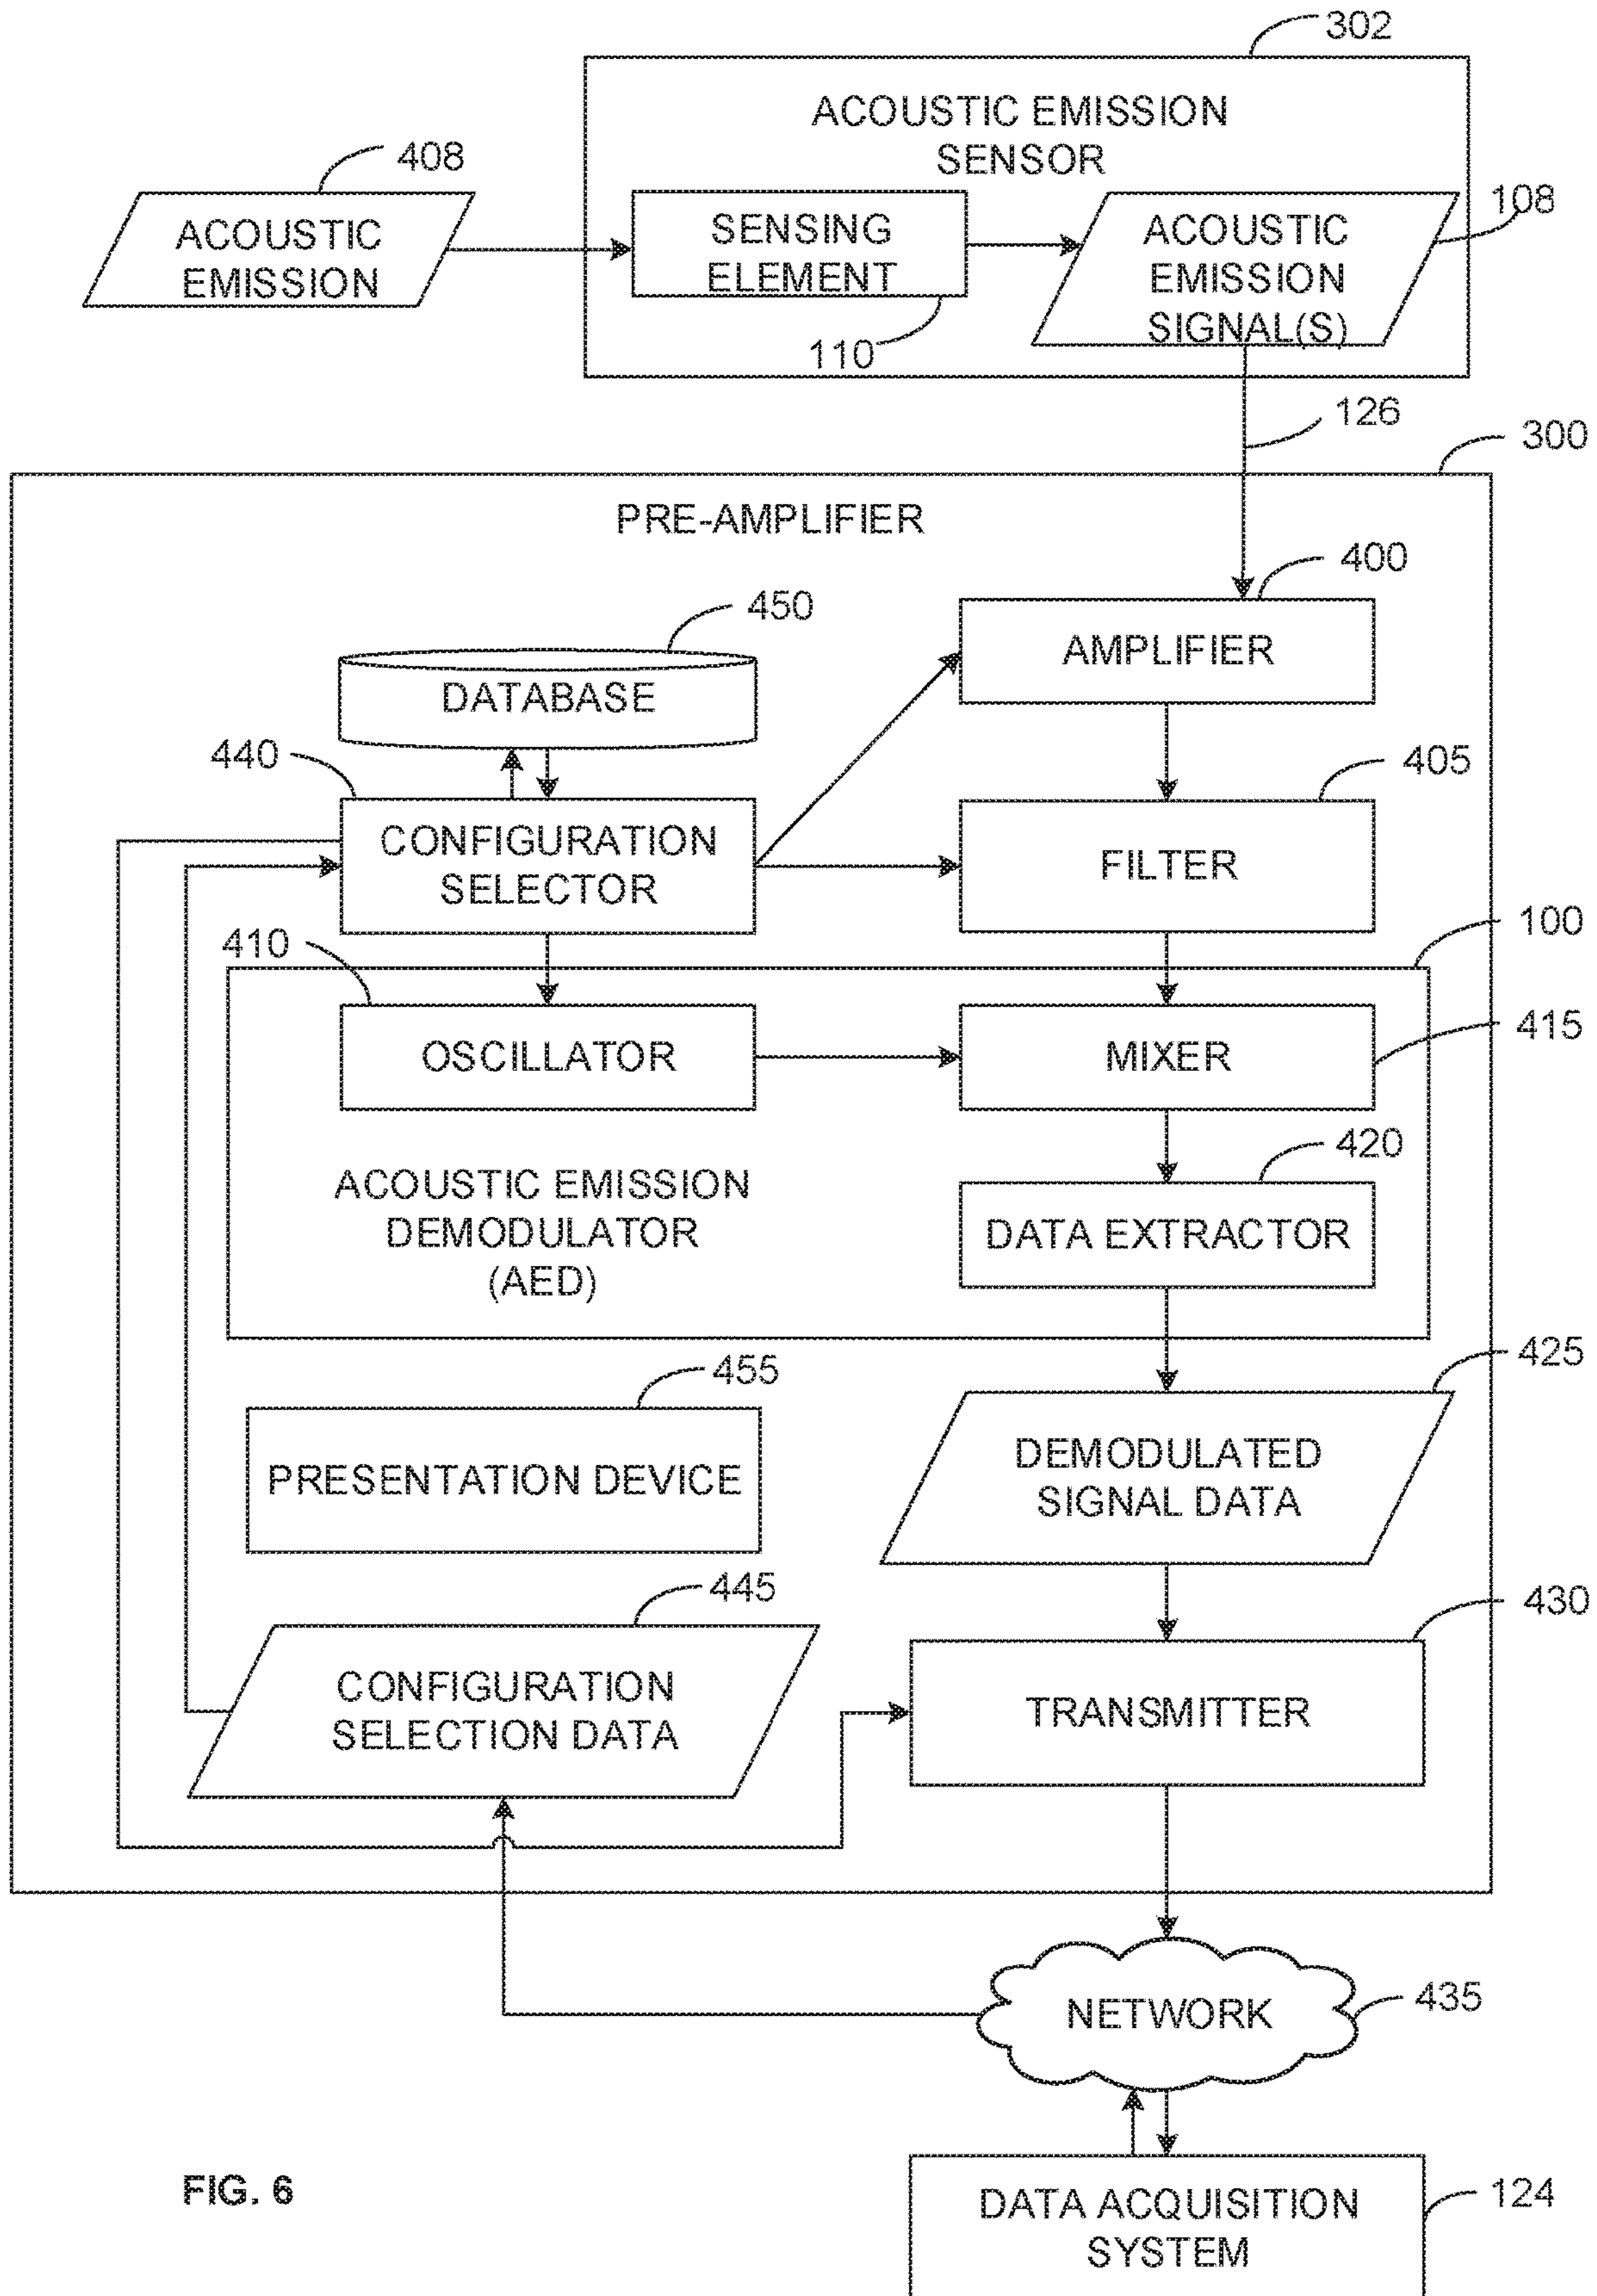 302
ACOUSTIC EMISSION
SENSOR
408
ACOUSTIC
EMISSION
SENSING
ELEMENT
110
ACOUSTIC
EMISSION
SIGNAL(S)
108
126
300
PRE-AMPLIFIER
400
AMPLIFIER
450
DATABASE
440
CONFIGURATION
SELECTOR
405
FILTER
100
410
OSCILLATOR
MIXER
415
ACOUSTIC EMISSION
DEMODULATOR
(AED)
420
DATA EXTRACTOR
425
455
PRESENTATION DEVICE
DEMODULATED
SIGNAL DATA
445
CONFIGURATION
SELECTION DATA
430
TRANSMITTER
NETWORK
435
FIG. 6
DATA ACQUISITION
SYSTEM
124